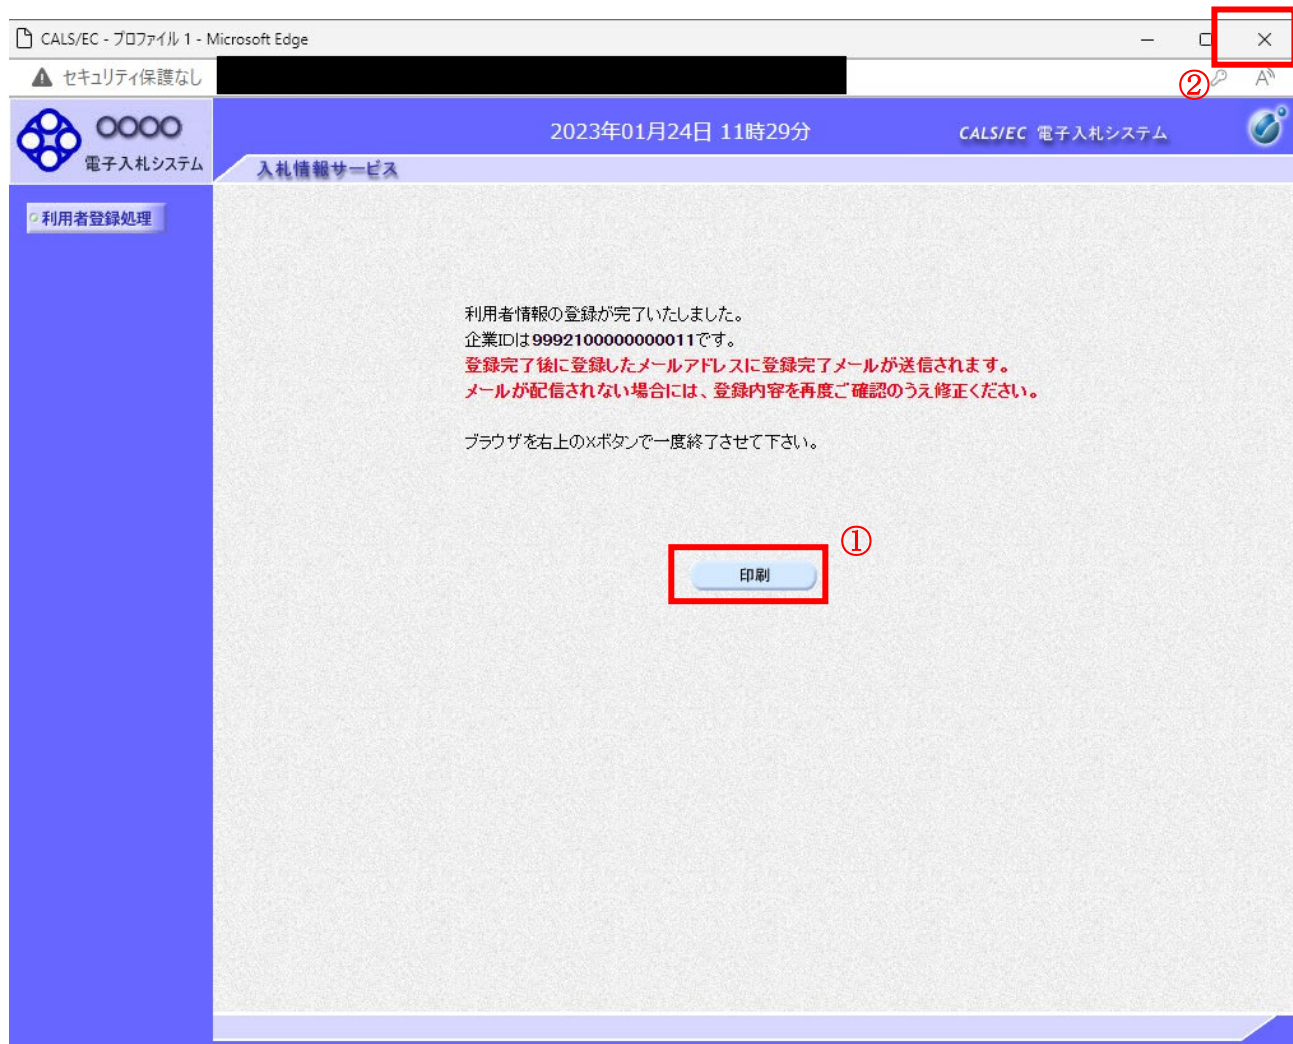 CALS/EC - プロファイル 1 - Microsoft Edge
セキュリティ保護なし
②
A
○○○○
電子入札システム
2023年01月24日 11時29分
CALS/EC 電子入札システム
入札情報サービス
利用者登録処理
利用者情報の登録が完了いたしました。
企業IDは9992100000000011です。
登録完了後に登録したメールアドレスに登録完了メールが送信されます。
メールが配信されない場合には、登録内容を再度ご確認のうえ修正ください。
ブラウザを右上の×ボタンで一度終了させて下さい。
①
印刷